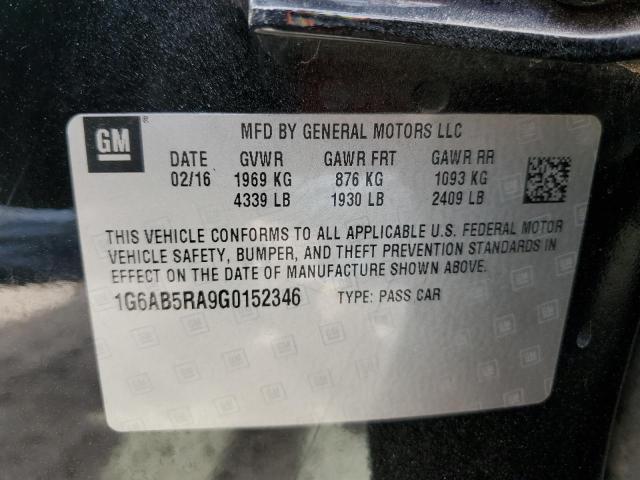 GM ® MFD BY GENERAL MOTORS LLC
DATE GVWR GAWR FRT GAWR RR
02/16 1969 KG 876 KG 1093 KG
4339 LB 1930 LB 2409 LB
THIS VEHICLE CONFORMS TO ALL APPLICABLE U.S. FEDERAL MOTOR
VEHICLE SAFETY, BUMPER, AND THEFT PREVENTION STANDARDS IN
EFFECT ON THE DATE OF MANUFACTURE SHOWN ABOVE.
1G6AB5RA9G0152346 TYPE: PASS CAR